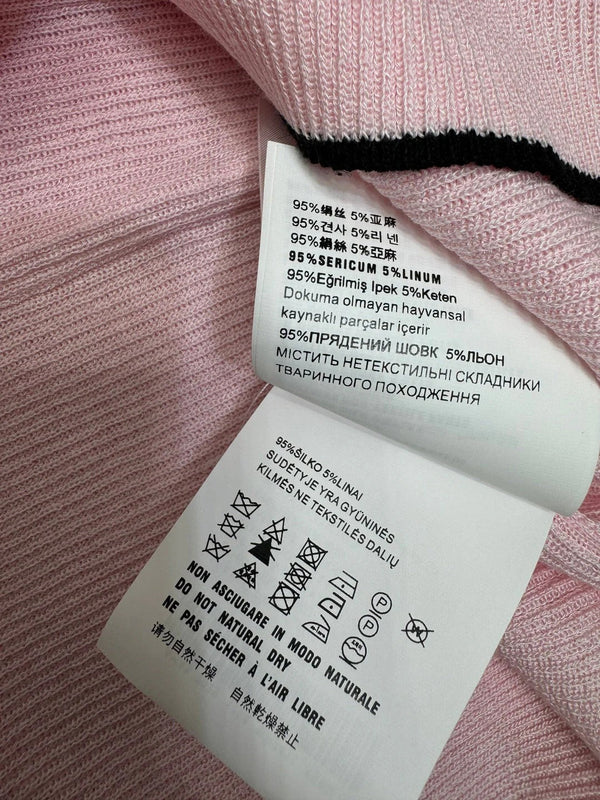 95%绢丝 5%亚麻
95%견사 5%리 넨
95%絹絲 5%亞麻
95%SERICUM 5%LINUM
95%Eğrilmiş Ipek 5%Keten
Dokuma olmayan hayvansal
kaynaklı parçalar içerir
95%ПРЯДЕНИЙ ШОВК 5%ЛЬОН
МІСТИТЬ НЕТЕКСТИЛЬНІ СКЛАДНИКИ
ТВАРИННОГО ПОХОДЖЕННЯ
95%ŠILKO 5%LINAI
SUDĖTYJE YRA GYŪNINĖS
KILMĖS NE TEKSTILĖS DALIŲ
P
P
NON ASCIUGARE IN MODO NATURALE
DO NOT NATURAL DRY
NE PAS SÉCHER À L'AIR LIBRE
请勿自然干燥 自然乾燥禁止